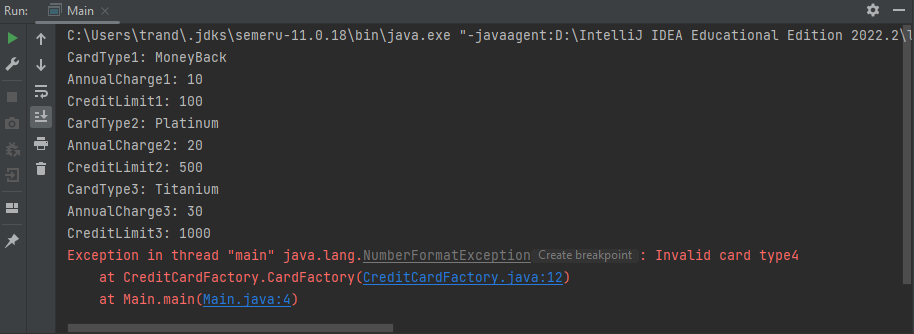 Run: Main
C:\Users\trand\.jdks\semeru-11.0.18\bin\java.exe "-javaagent:D:\IntelliJ IDEA Educational Edition 2022.2\l
CardType1: MoneyBack
AnnualCharge1: 10
CreditLimit1: 100
CardType2: Platinum
AnnualCharge2: 20
CreditLimit2: 500
CardType3: Titanium
AnnualCharge3: 30
CreditLimit3: 1000
Exception in thread "main" java.lang.NumberFormatException Create breakpoint : Invalid card type4
at CreditCardFactory.CardFactory(CreditCardFactory.java:12)
at Main.main(Main.java:4)